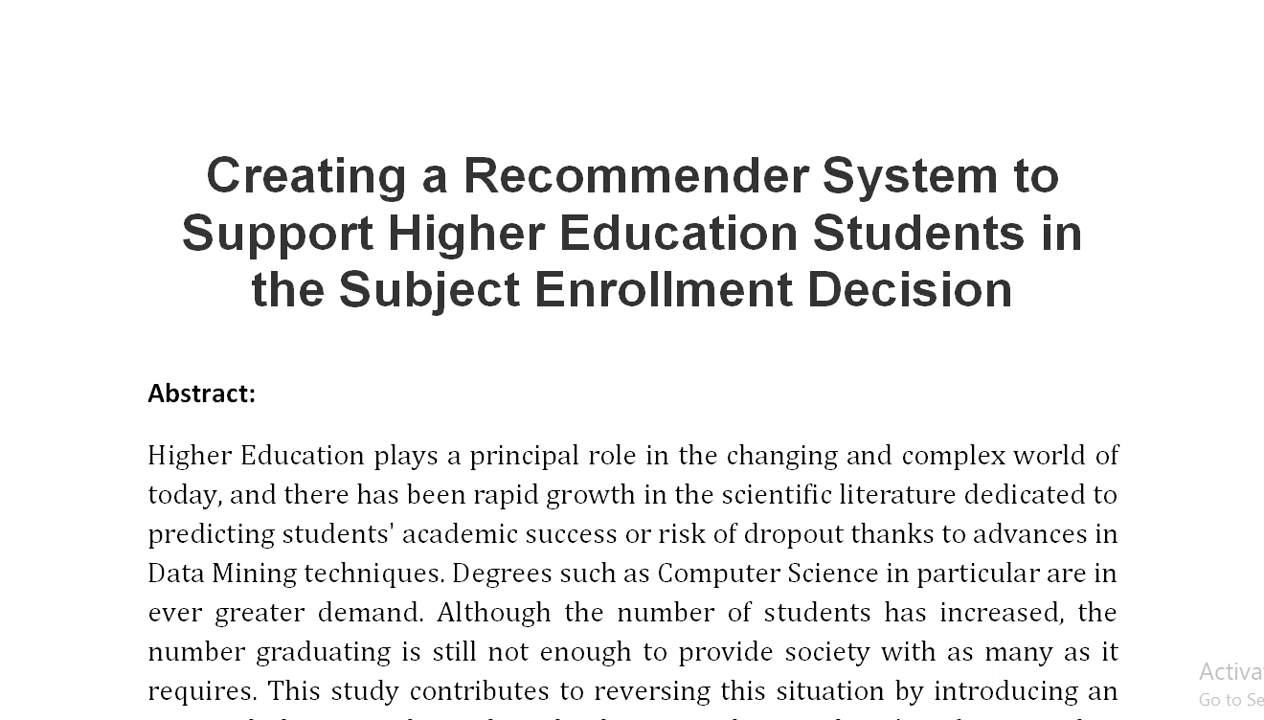 Creating a Recommender System to
Support Higher Education Students in
the Subject Enrollment Decision
Abstract:
Higher Education plays a principal role in the changing and complex world of
today, and there has been rapid growth in the scientific literature dedicated to
predicting students' academic success or risk of dropout thanks to advances in
Data Mining techniques. Degrees such as Computer Science in particular are in
ever greater demand. Although the number of students has increased, the
number graduating is still not enough to provide society with as many as it
requires. This study contributes to reversing this situation by introducing an
Activa
Go to Se